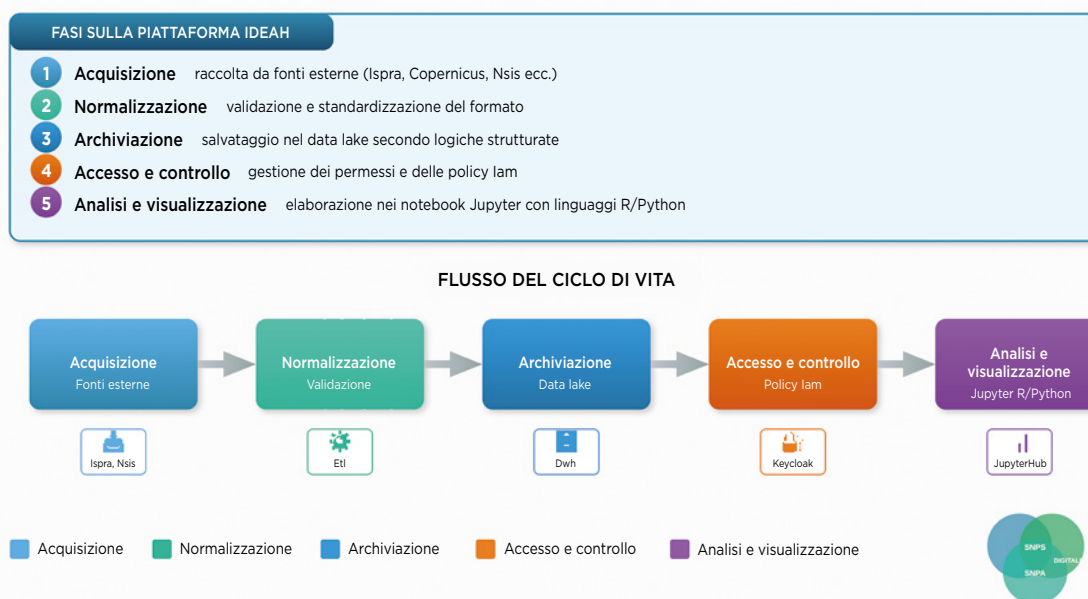 FASI SULLA PIATTAFORMA IDEAH
1 Acquisizione raccolta da fonti esterne (Ispra, Copernicus, Nsis ecc.)
2 Normalizzazione validazione e standardizzazione del formato
3 Archiviazione salvataggio nel data lake secondo logiche strutturate
4 Accesso e controllo gestione dei permessi e delle policy Iam
5 Analisi e visualizzazione elaborazione nei notebook Jupyter con linguaggi R/Python
FLUSSO DEL CICLO DI VITA
Acquisizione
Fonti esterne
Normalizzazione
Validazione
Archiviazione
Data lake
Accesso e controllo
Policy Iam
Analisi e
visualizzazione
Jupyter R/Python
Ispra, Nsis
Etl
Dwh
Keycloak
JupyterHub
Acquisizione
Normalizzazione
Archiviazione
Accesso e controllo
Analisi e visualizzazione
SNPS
DIGITAL
SNPA